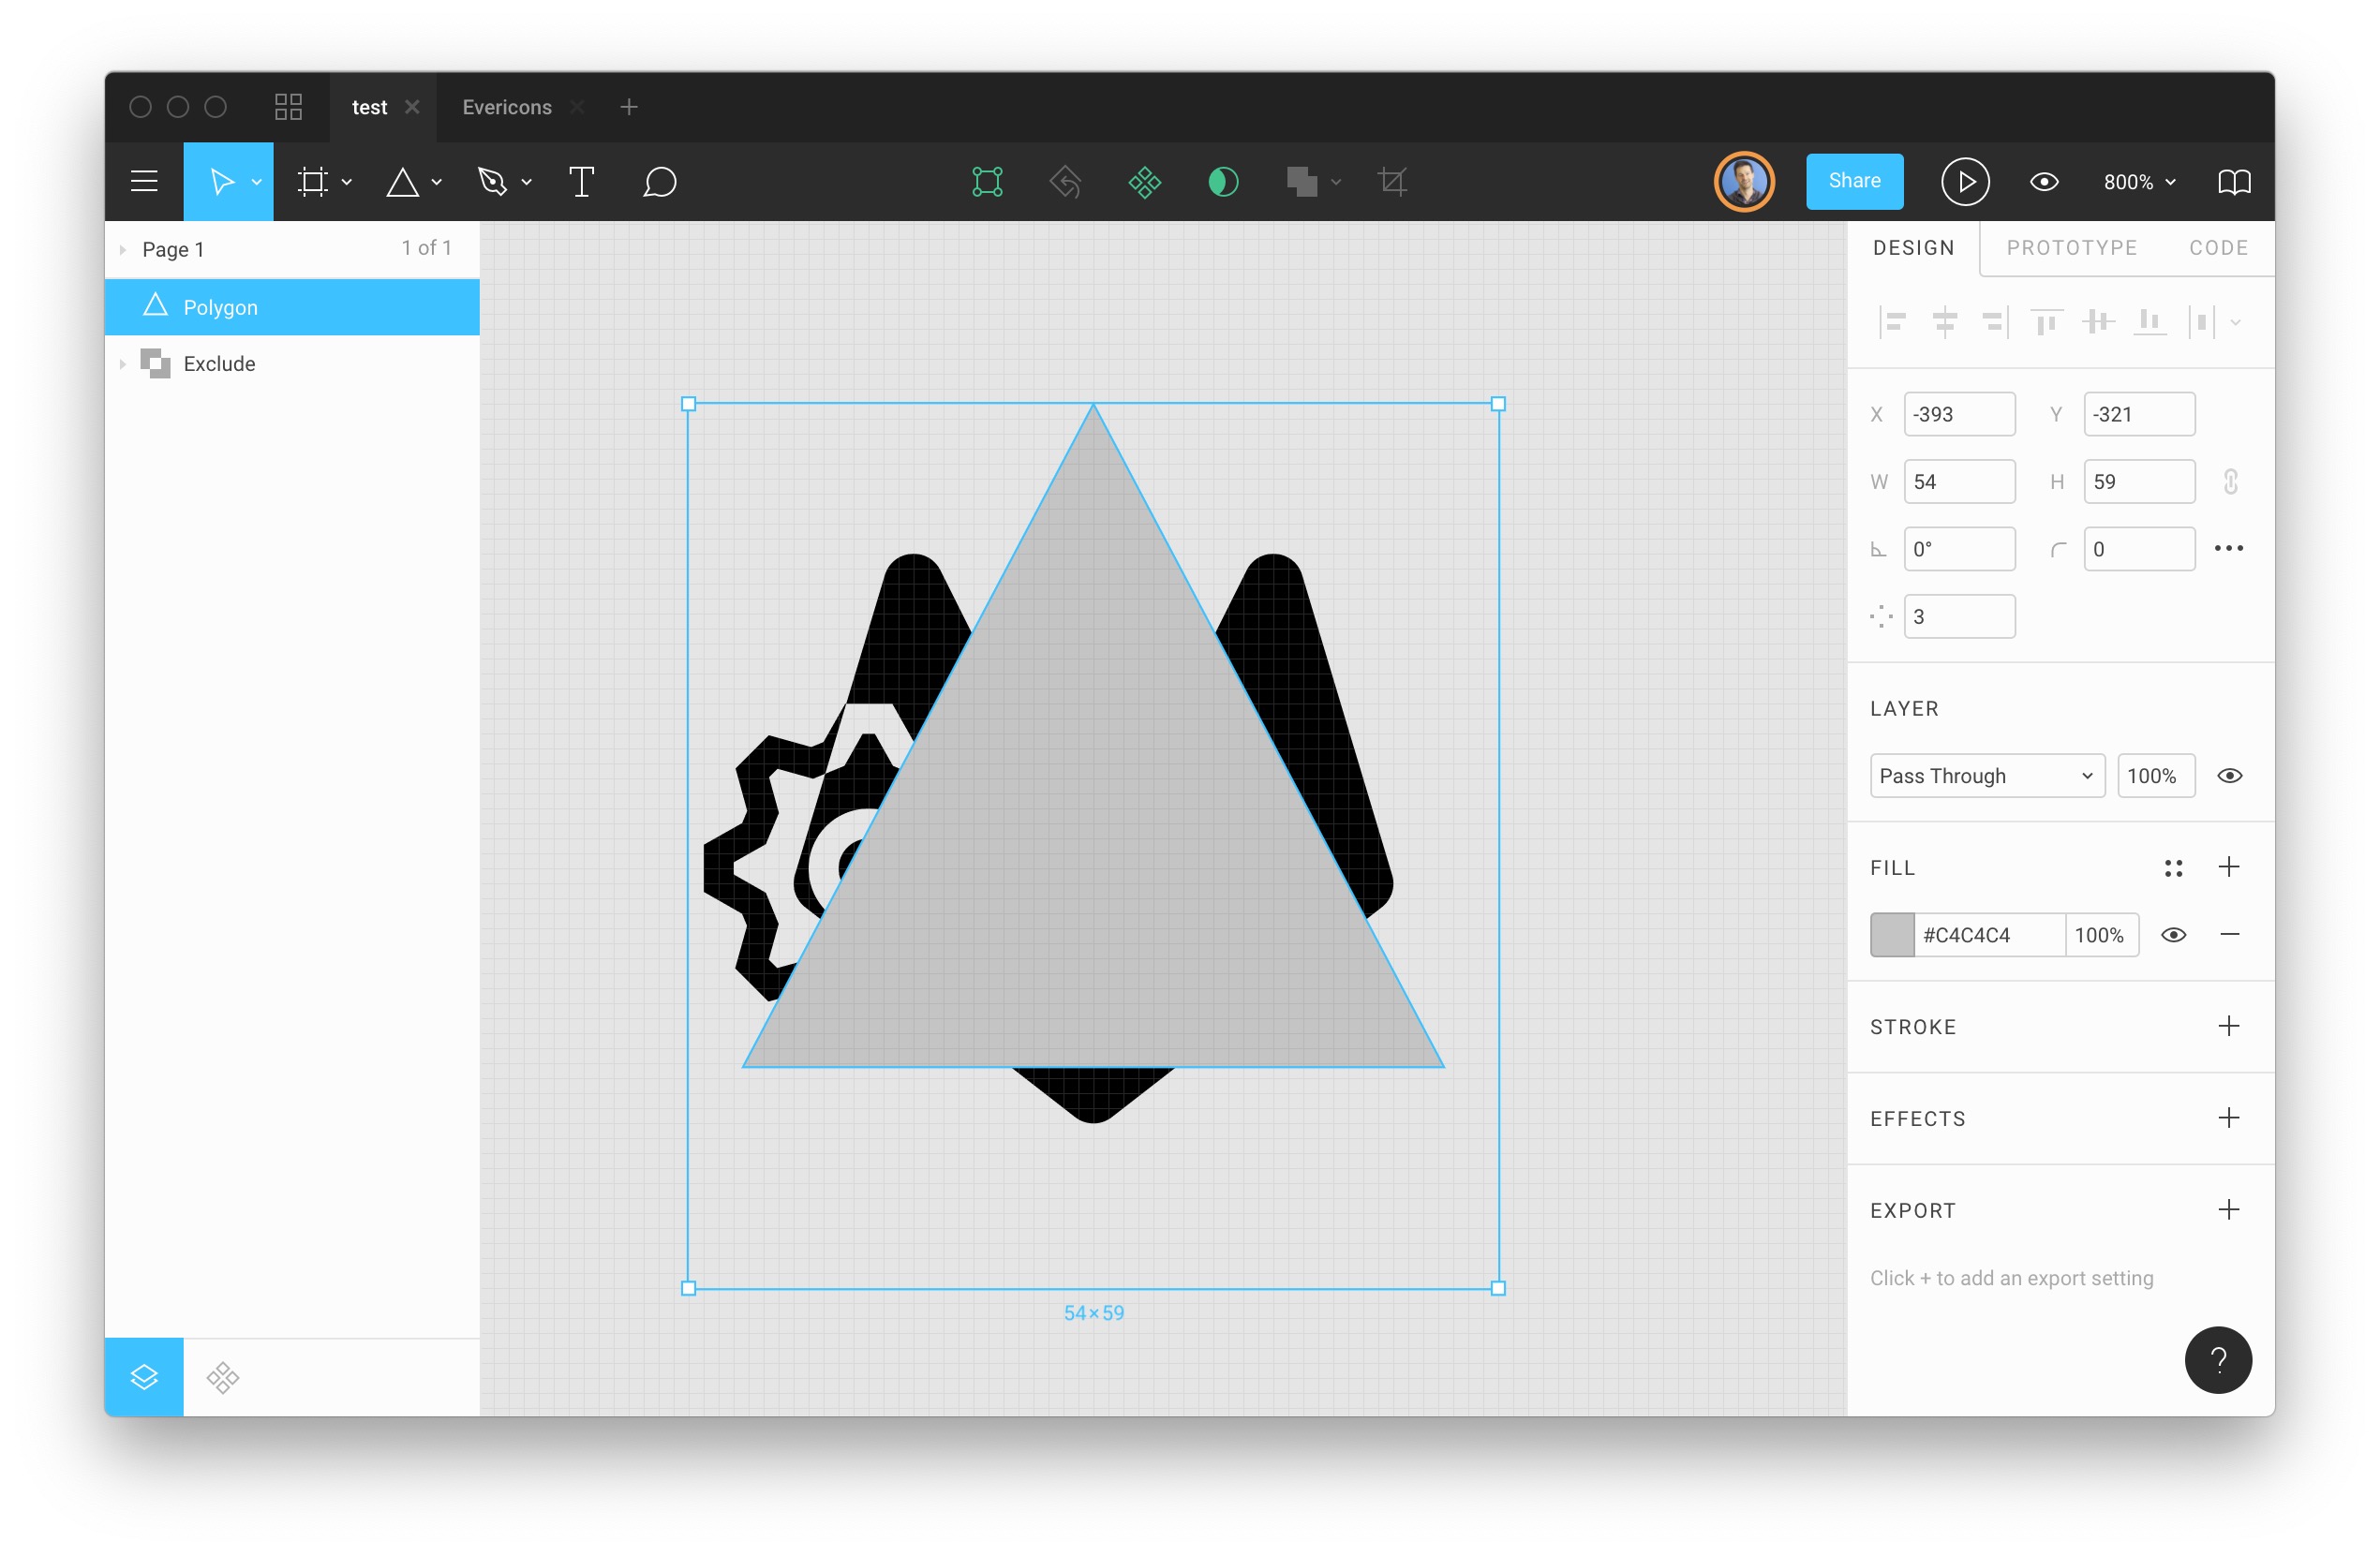 test
Evericons
Share
800%
Page 1
1 of 1
DESIGN
PROTOTYPE
CODE
Polygon
Exclude
X
-393
Y
-321
W
54
H
59
0°
0
3
LAYER
Pass Through
100%
FILL
#C4C4C4
100%
STROKE
EFFECTS
EXPORT
Click + to add an export setting
54×59
?